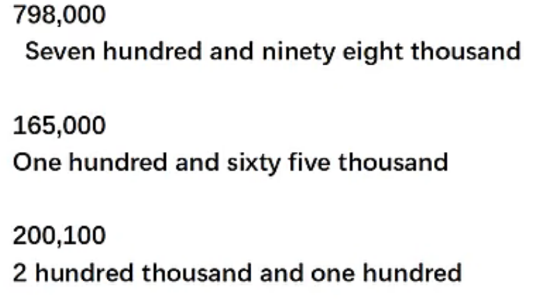 798,000
Seven hundred and ninety eight thousand
165,000
One hundred and sixty five thousand
200,100
2 hundred thousand and one hundred